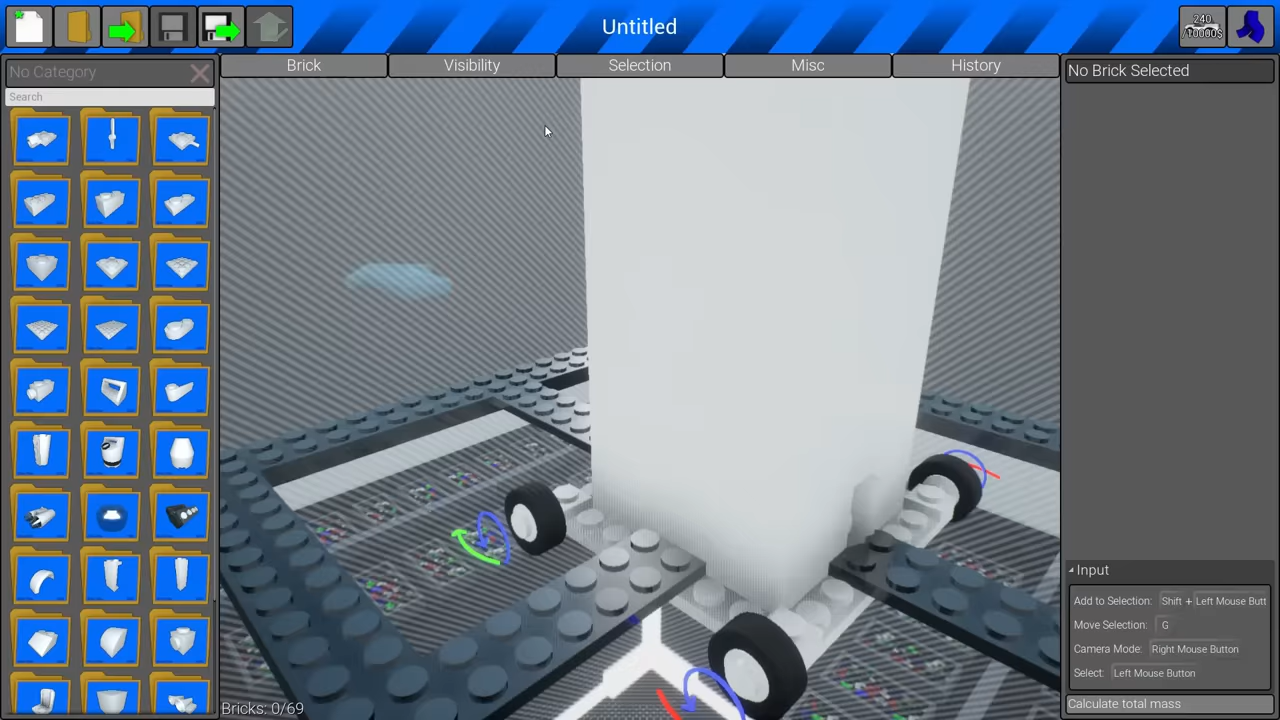 Untitled
240
/10000$
No Category
Search
Brick
Visibility
Selection
Misc
History
No Brick Selected
Input
Add to Selection: Shift + Left Mouse Butt
Move Selection: G
Camera Mode: Right Mouse Button
Select: Left Mouse Button
Calculate total mass
Bricks: 0/69